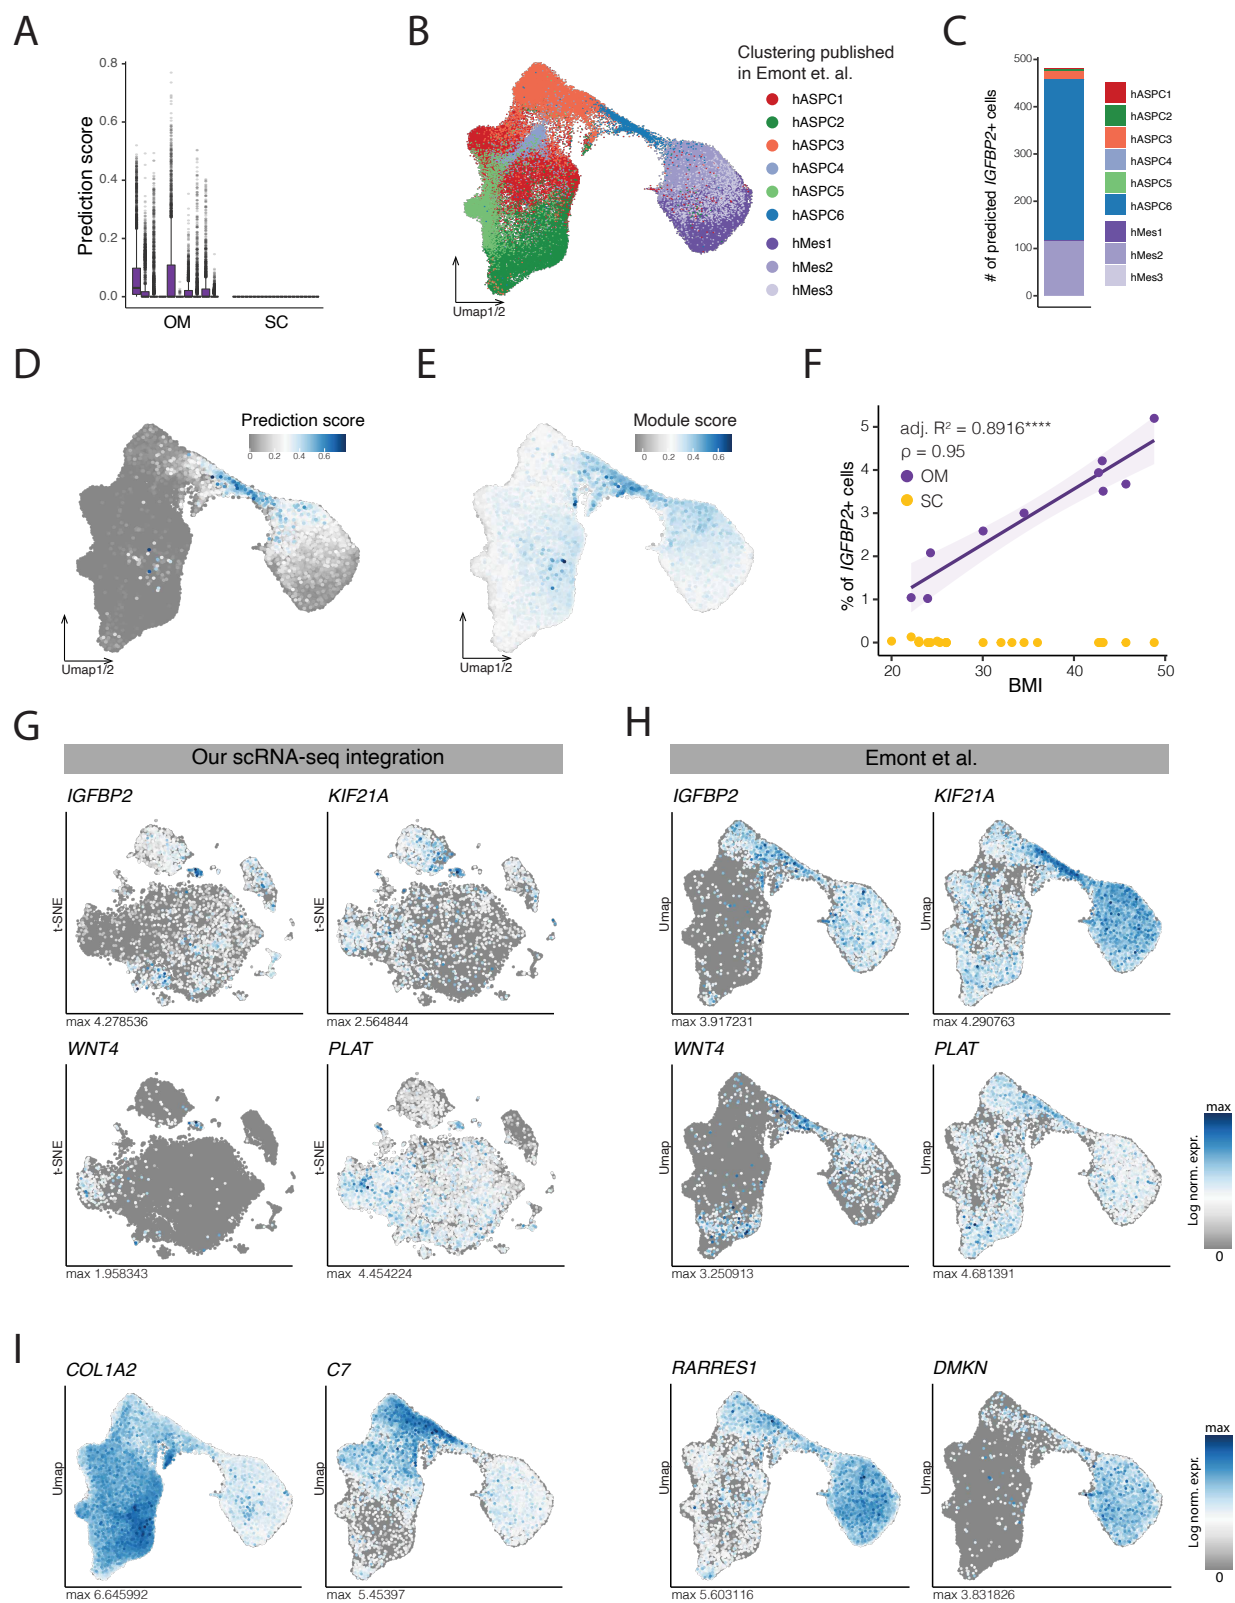 A
Prediction score
0.8
0.6
0.4
0.2
0.0
OM
SC
B
Clustering published
in Emont et. al.
hASPC1
hASPC2
hASPC3
hASPC4
hASPC5
hASPC6
hMes1
hMes2
hMes3
Umap1/2
C
# of predicted IGFBP2+ cells
500
400
300
200
100
0
hASPC1
hASPC2
hASPC3
hASPC4
hASPC5
hASPC6
hMes1
hMes2
hMes3
D
Prediction score
0 0.2 0.4 0.6
Umap1/2
E
Module score
0 0.2 0.4 0.6
Umap1/2
F
% of IGFBP2+ cells
5
4
3
2
1
0
adj. R² = 0.8916****
ρ = 0.95
OM
SC
20 30 40 50
BMI
G
Our scRNA-seq integration
IGFBP2
t-SNE
max 4.278536
KIF21A
t-SNE
max 2.564844
WNT4
t-SNE
max 1.958343
PLAT
t-SNE
max 4.454224
H
Emont et al.
IGFBP2
Umap
max 3.917231
KIF21A
Umap
max 4.290763
WNT4
Umap
max 3.250913
PLAT
Umap
max 4.681391
max
Log norm. expr.
0
I
COL1A2
Umap
max 6.645992
C7
Umap
max 5.45397
RARRES1
Umap
max 5.603116
DMKN
Umap
max 3.831826
max
Log norm. expr.
0